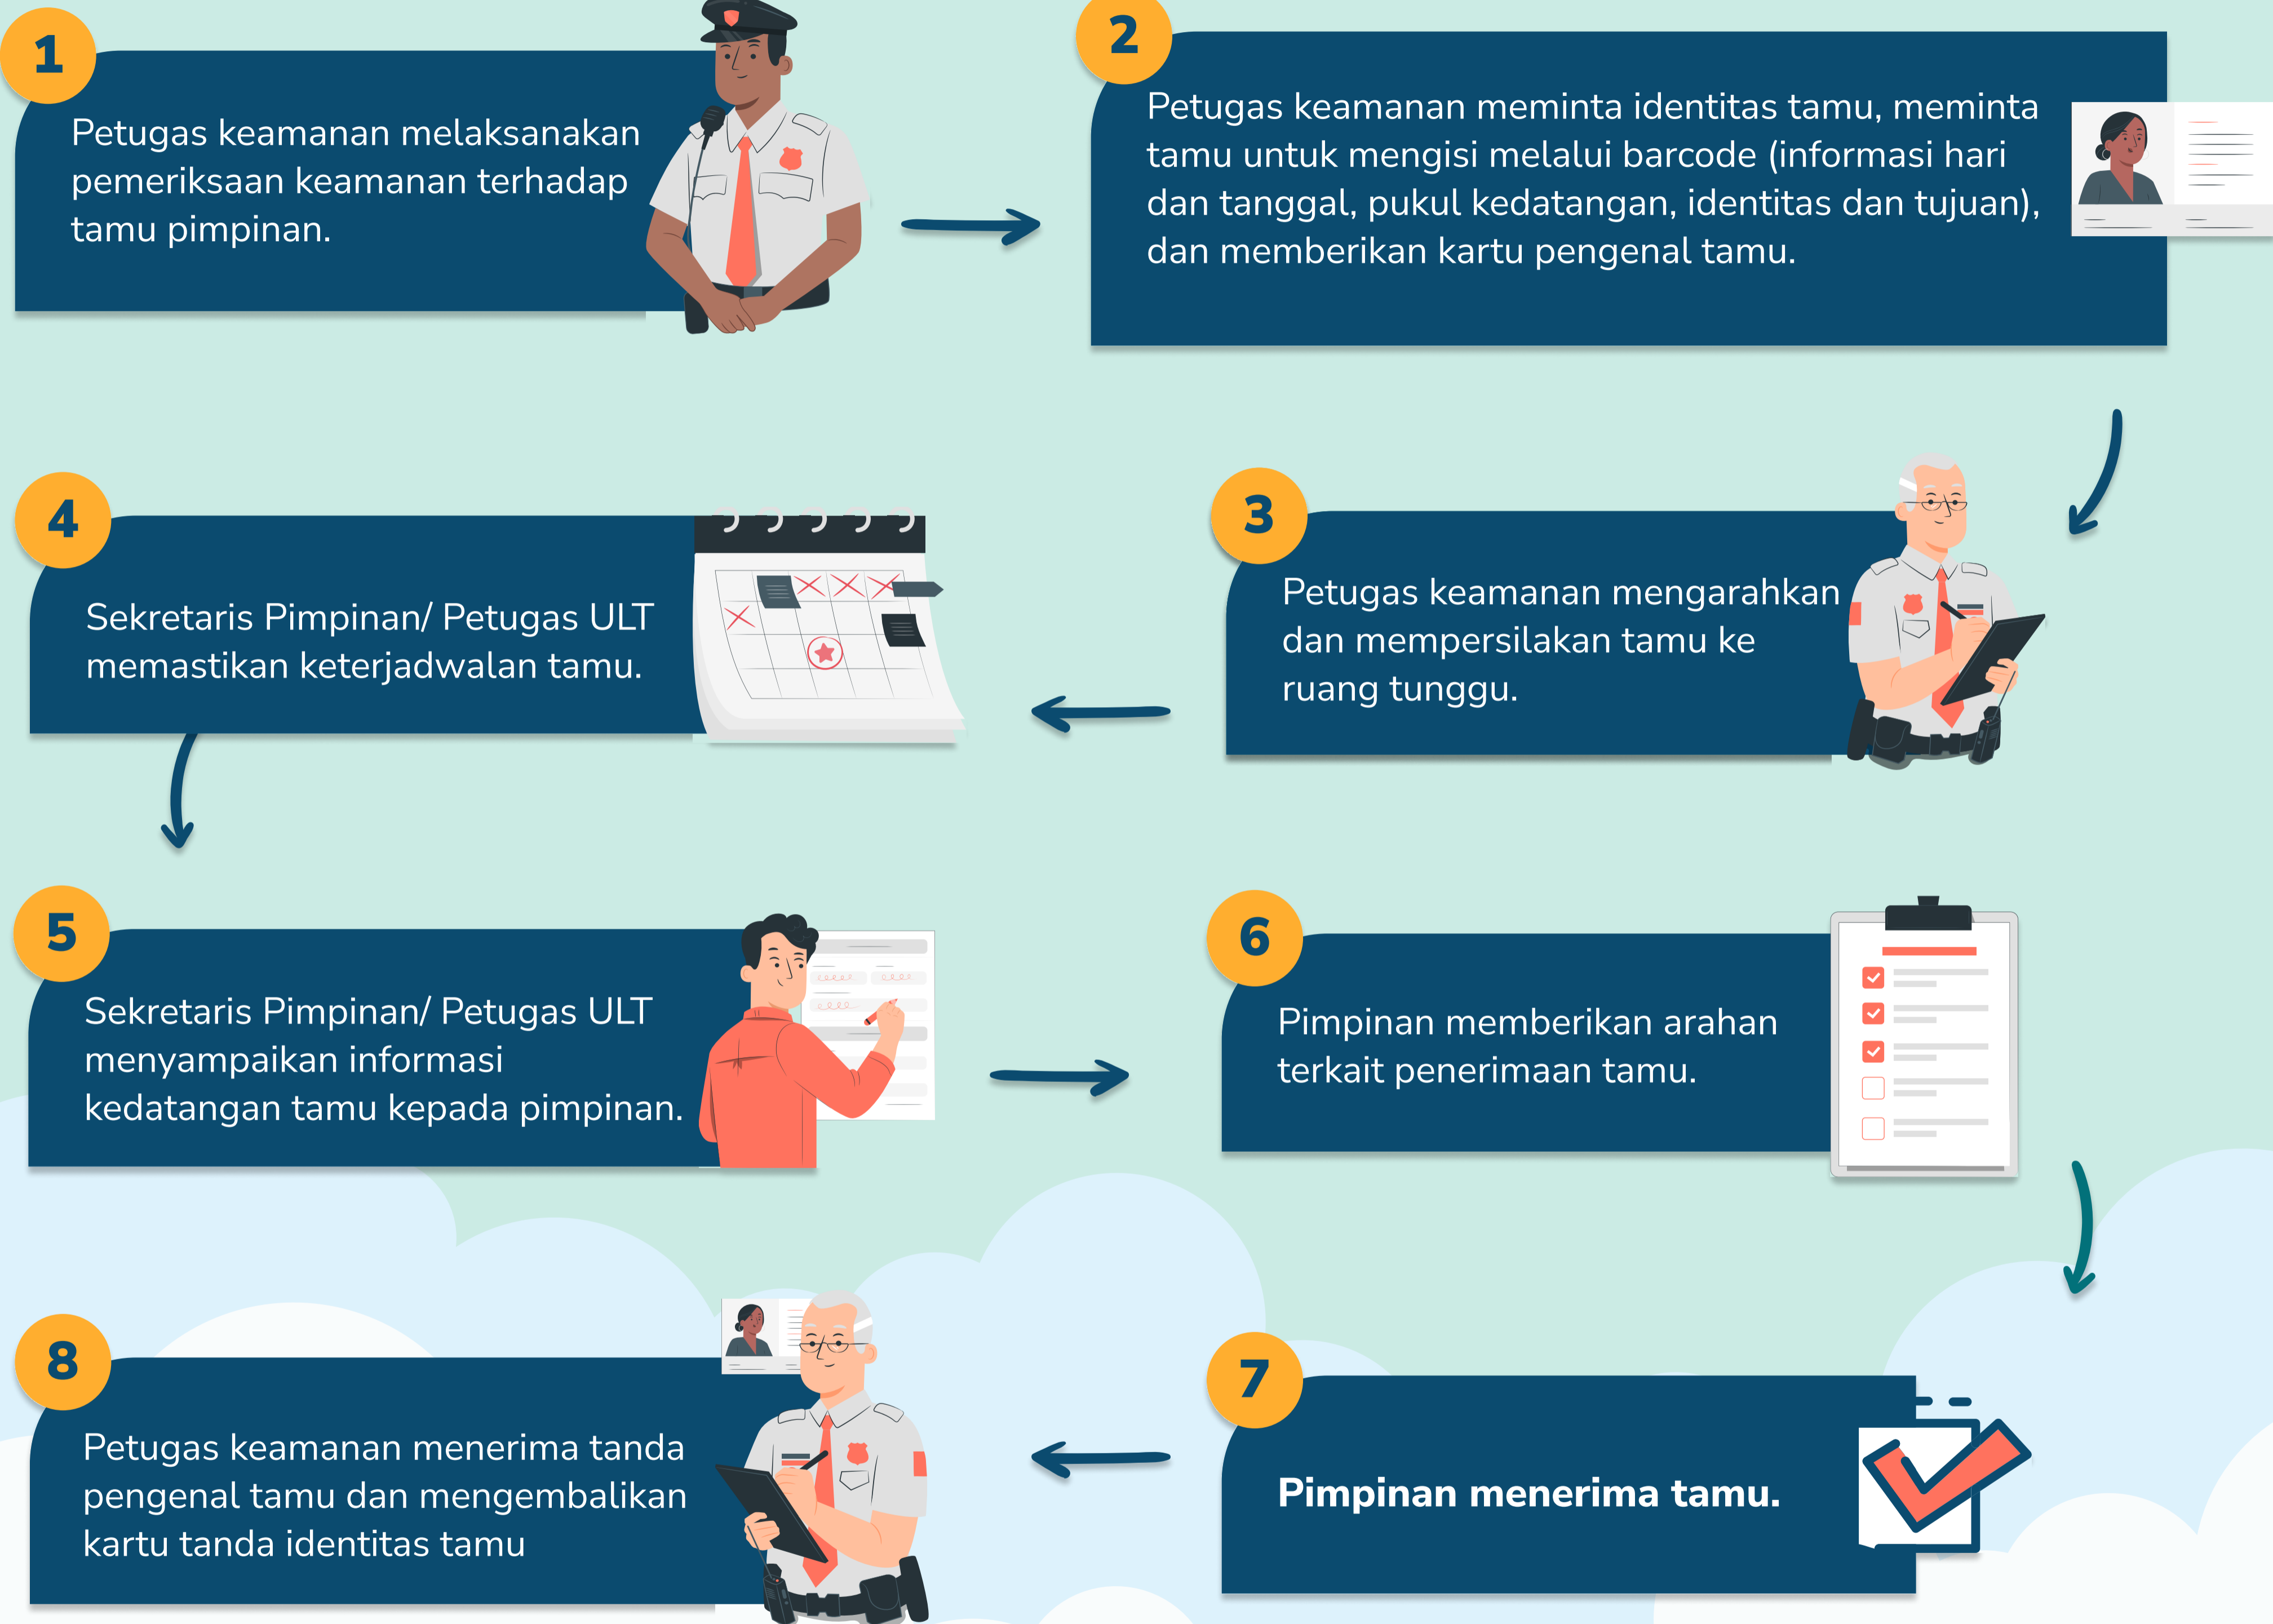 1
Petugas keamanan melaksanakan
pemeriksaan keamanan terhadap
tamu pimpinan.
2
Petugas keamanan meminta identitas tamu, meminta
tamu untuk mengisi melalui barcode (informasi hari
dan tanggal, pukul kedatangan, identitas dan tujuan),
dan memberikan kartu pengenal tamu.
3
Petugas keamanan mengarahkan
dan mempersilakan tamu ke
ruang tunggu.
4
Sekretaris Pimpinan/ Petugas ULT
memastikan keterjadwalan tamu.
5
Sekretaris Pimpinan/ Petugas ULT
menyampaikan informasi
kedatangan tamu kepada pimpinan.
6
Pimpinan memberikan arahan
terkait penerimaan tamu.
7
Pimpinan menerima tamu.
8
Petugas keamanan menerima tanda
pengenal tamu dan mengembalikan
kartu tanda identitas tamu